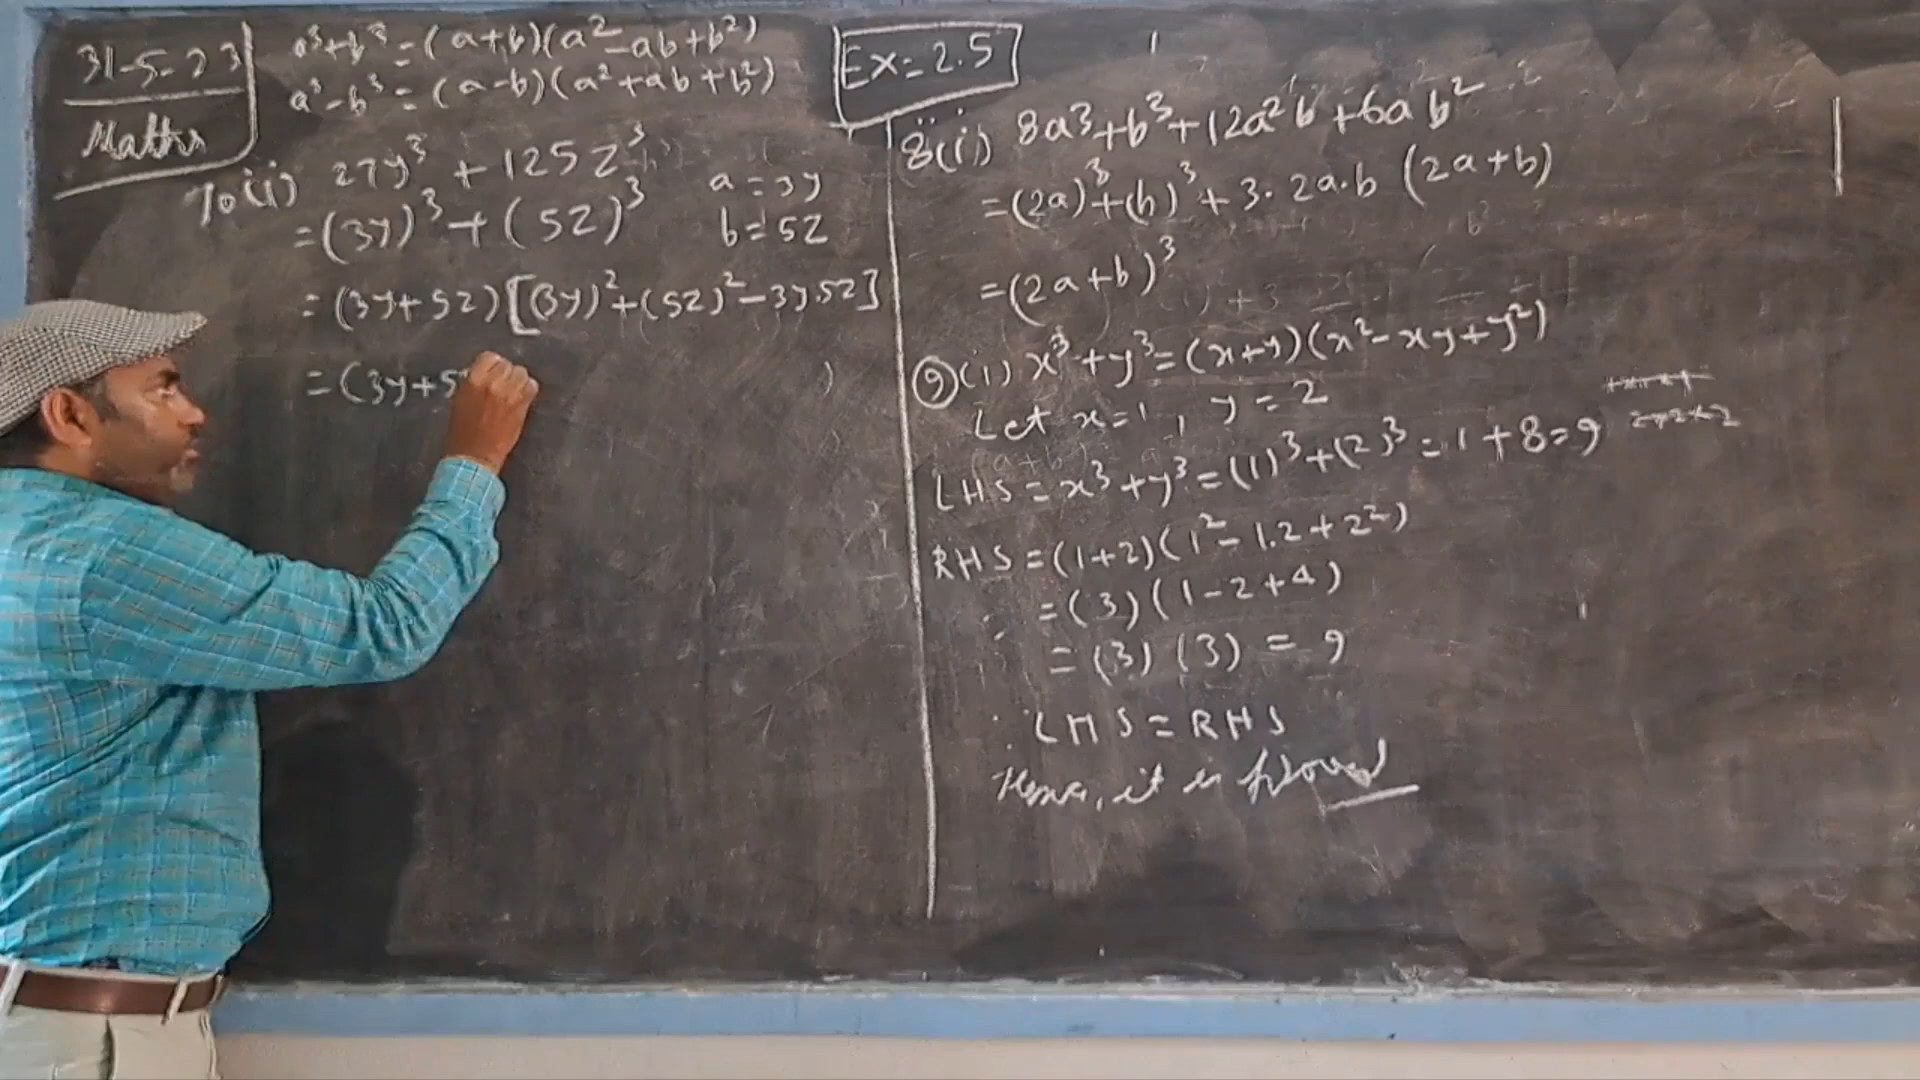 31-5-23
Maths
a³+b³=(a+b)(a²-ab+b²)
a³-b³=(a-b)(a²+ab+b²)
10(i) 27y³ + 125z³
=(3y)³+(5z)³
a=3y
b=5z
=(3y+5z)[(3y)²+(5z)²-3y.5z]
=(3y+5
Ex=2.5
8(i) 8a³+b³+12a²b+6ab²
=(2a)³+(b)³+3.2a.b(2a+b)
=(2a+b)³
9(i) x³+y³=(x+y)(x²-xy+y²)
Let x=1, y=2
LHS=x³+y³=(1)³+(2)³=1+8=9
RHS=(1+2)(1²-1.2+2²)
=(3)(1-2+4)
=(3)(3)=9
∴LHS=RHS
Hence, it is proved